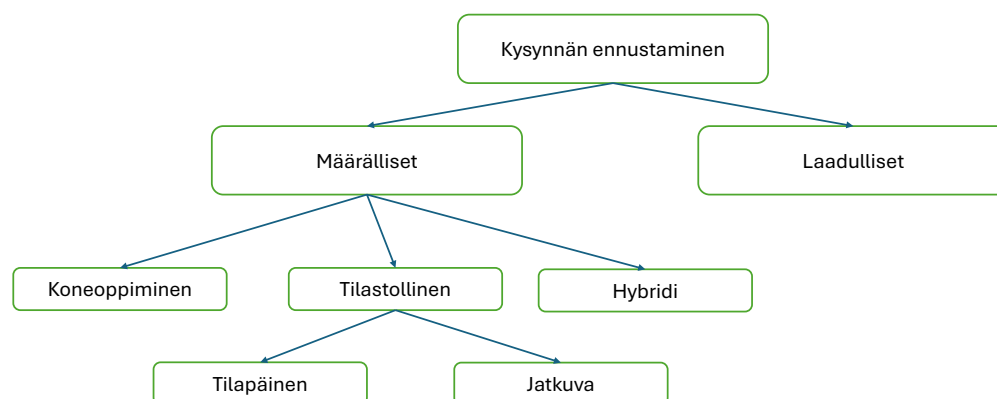 Kysynnän ennustaminen
Määrälliset
Laadulliset
Koneoppiminen
Tilastollinen
Hybridi
Tilapäinen
Jatkuva